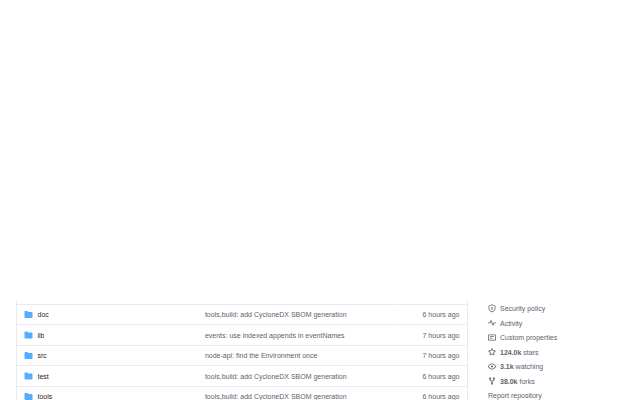 doc tools,build: add CycloneDX SBOM generation 6 hours ago
lib events: use indexed appends in eventNames 7 hours ago
src node-api: find the Environment once 7 hours ago
test tools,build: add CycloneDX SBOM generation 6 hours ago
tools tools,build: add CycloneDX SBOM generation 6 hours ago
Security policy
Activity
Custom properties
124.0k stars
3.1k watching
38.0k forks
Report repository